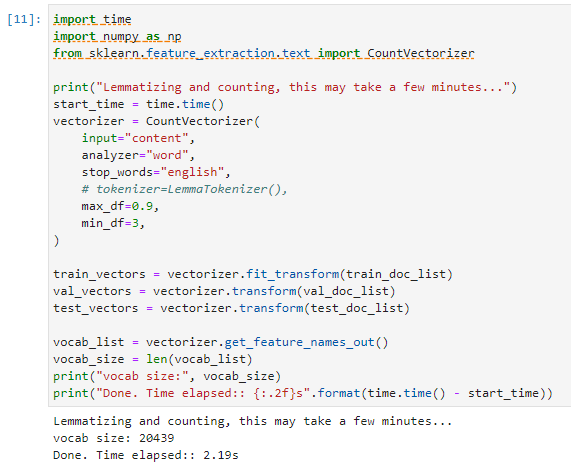 [11]: import time
import numpy as np
from sklearn.feature_extraction.text import CountVectorizer

print("Lemmatizing and counting, this may take a few minutes...")
start_time = time.time()
vectorizer = CountVectorizer(
    input="content",
    analyzer="word",
    stop_words="english",
    # tokenizer=LemmaTokenizer(),
    max_df=0.9,
    min_df=3,
)

train_vectors = vectorizer.fit_transform(train_doc_list)
val_vectors = vectorizer.transform(val_doc_list)
test_vectors = vectorizer.transform(test_doc_list)

vocab_list = vectorizer.get_feature_names_out()
vocab_size = len(vocab_list)
print("vocab size:", vocab_size)
print("Done. Time elapsed:: {:.2f}s".format(time.time() - start_time))

Lemmatizing and counting, this may take a few minutes...
vocab size: 20439
Done. Time elapsed:: 2.19s